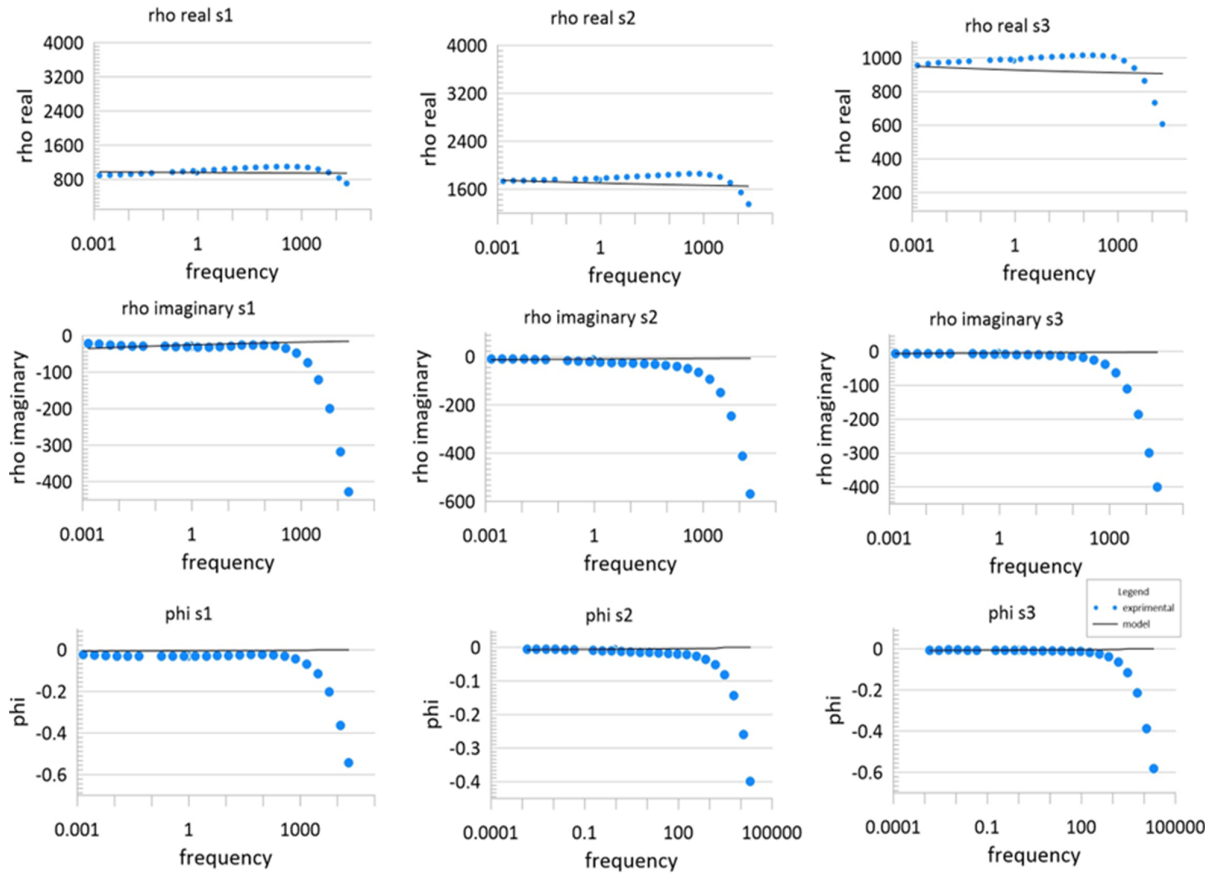 rho real s1
4000
3200
2400
1600
800
rho real
0.001 1 1000
frequency
rho real s2
4000
3200
2400
1600
rho real
0.001 1 1000
frequency
rho real s3
1000
800
600
400
200
rho real
0.001 1 1000
frequency
rho imaginary s1
0
-100
-200
-300
-400
rho imaginary
0.001 1 1000
frequency
rho imaginary s2
0
-200
-400
-600
rho imaginary
0.001 1 1000
frequency
rho imaginary s3
0
-100
-200
-300
-400
rho imaginary
0.001 1 1000
frequency
phi s1
0
-0.2
-0.4
-0.6
phi
0.001 1 1000
frequency
phi s2
0
-0.1
-0.2
-0.3
-0.4
phi
0.0001 0.1 100 100000
frequency
phi s3
Legend
exprimental
model
0
-0.2
-0.4
-0.6
phi
0.0001 0.1 100 100000
frequency